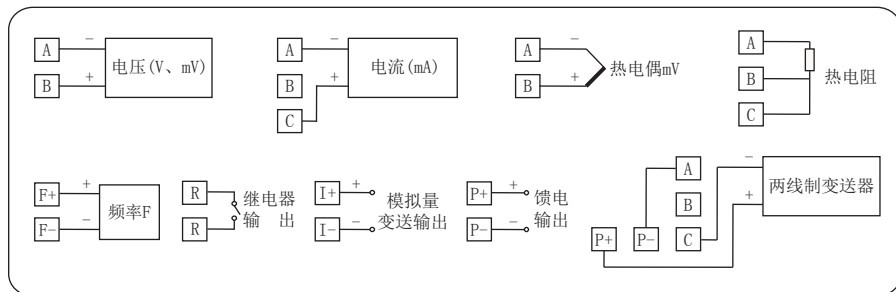 A
−
电压(V、mV)
B
+
A
−
电流(mA)
B
+
C
A
−
热电偶mV
B
+
A
B
热电阻
C
F+
+
频率F
F-
−
R
继电器
输 出
R
I+
+
模拟量
变送输出
I-
−
P+
+
馈电
输出
P-
−
A
−
两线制变送器
B
+
P+
P-
C